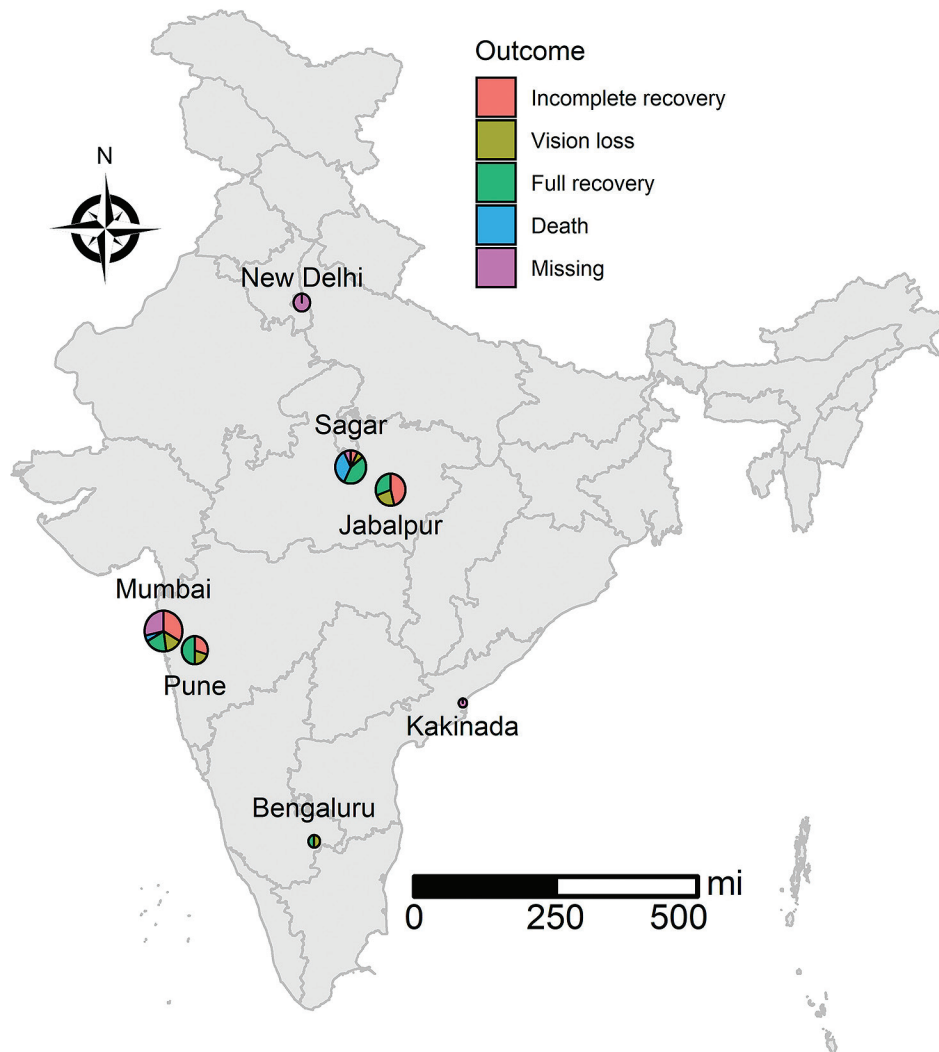 Outcome
Incomplete recovery
Vision loss
Full recovery
Death
Missing
N
New Delhi
Sagar
Jabalpur
Mumbai
Pune
Kakinada
Bengaluru
mi
0 250 500